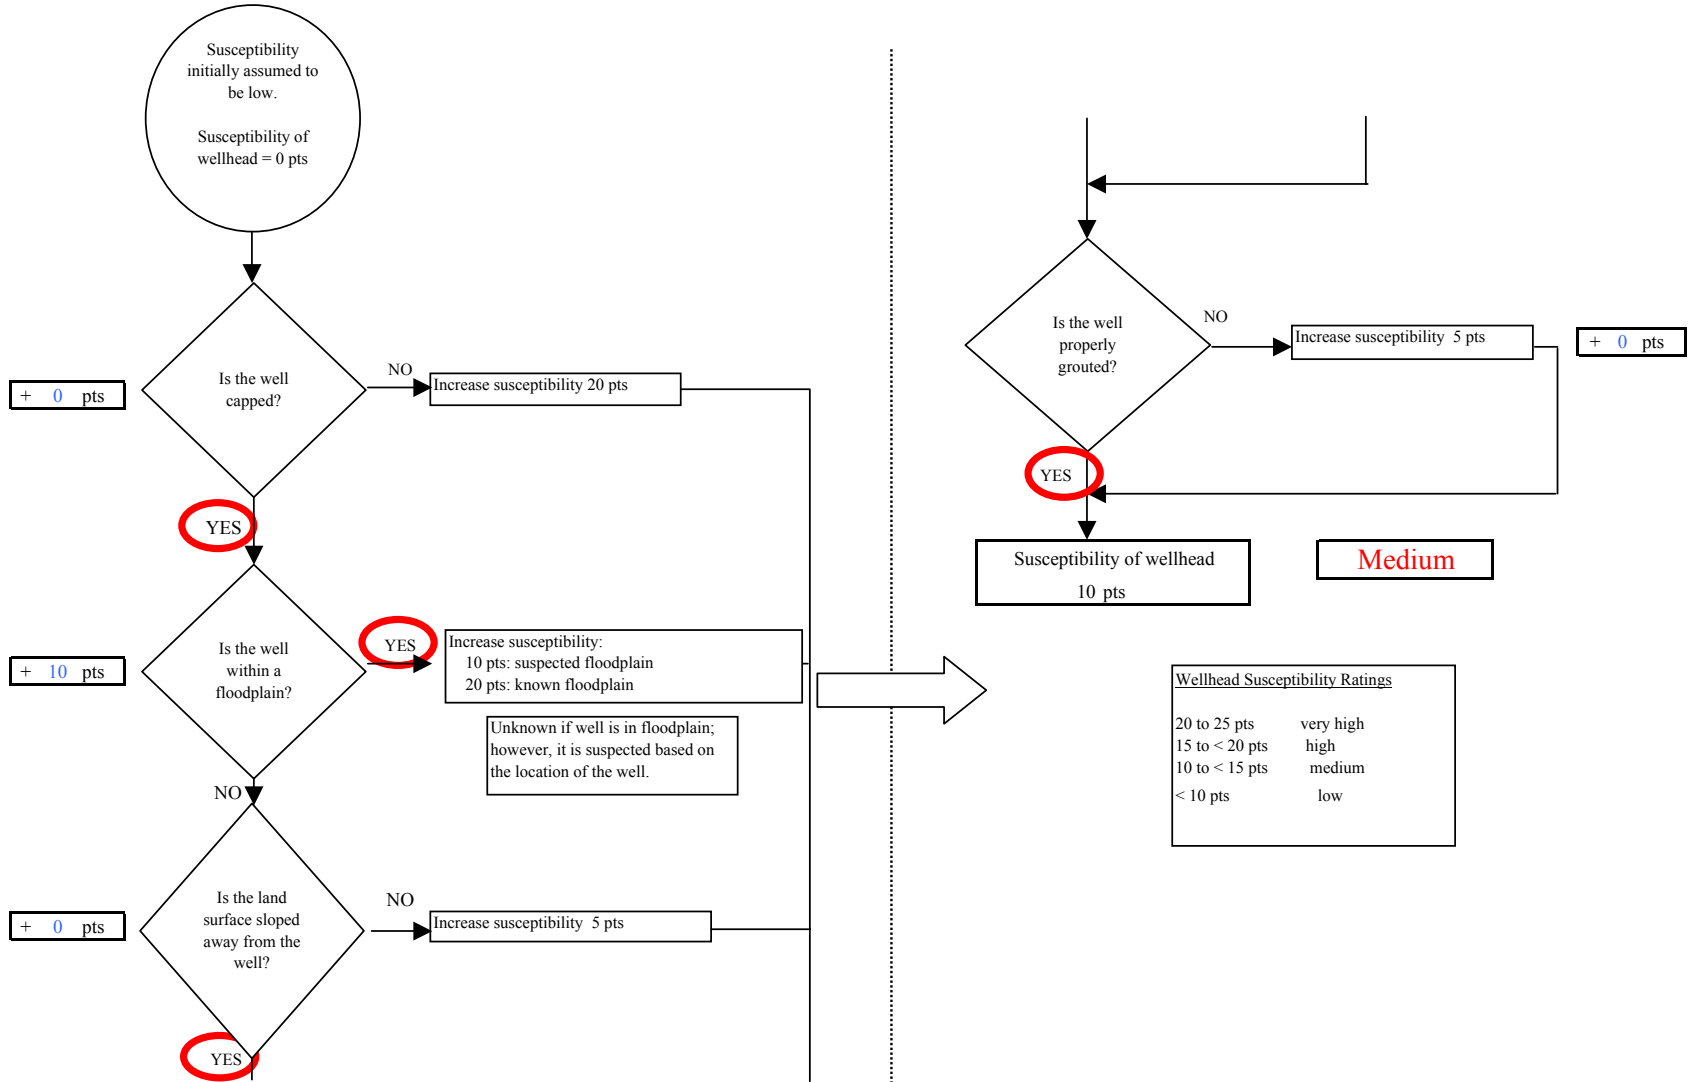 Susceptibility
initially assumed to
be low.
Susceptibility of
wellhead = 0 pts
Is the well
capped?
NO
Increase susceptibility 20 pts
+ 0 pts
YES
Is the well
within a
floodplain?
YES
Increase susceptibility:
10 pts: suspected floodplain
20 pts: known floodplain
+ 10 pts
Unknown if well is in floodplain;
however, it is suspected based on
the location of the well.
NO
Is the land
surface sloped
away from the
well?
NO
Increase susceptibility 5 pts
+ 0 pts
YES
Is the well
properly
grouted?
NO
Increase susceptibility 5 pts
+ 0 pts
YES
Susceptibility of wellhead
10 pts
Medium
Wellhead Susceptibility Ratings
20 to 25 pts very high
15 to < 20 pts high
10 to < 15 pts medium
< 10 pts low